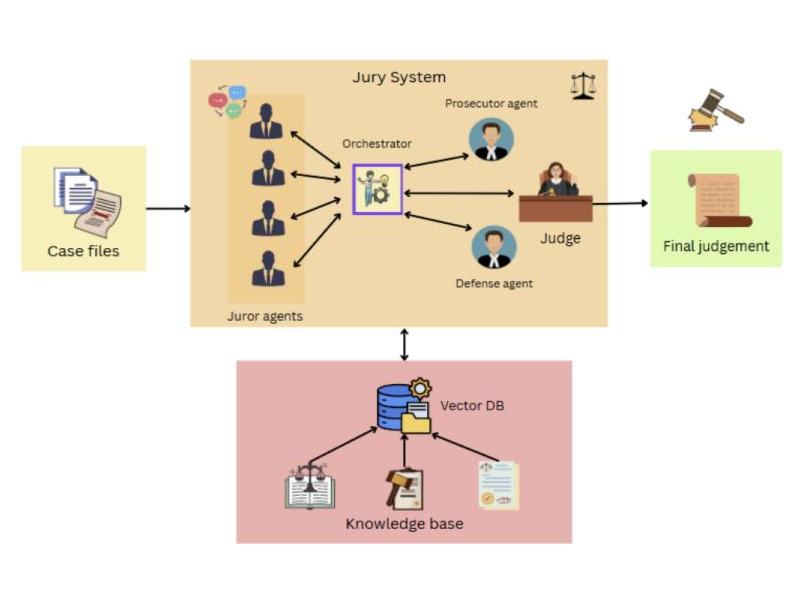 Jury System
Prosecutor agent
Orchestrator
Case files
Judge
Final judgement
Defense agent
Juror agents
Vector DB
Knowledge base